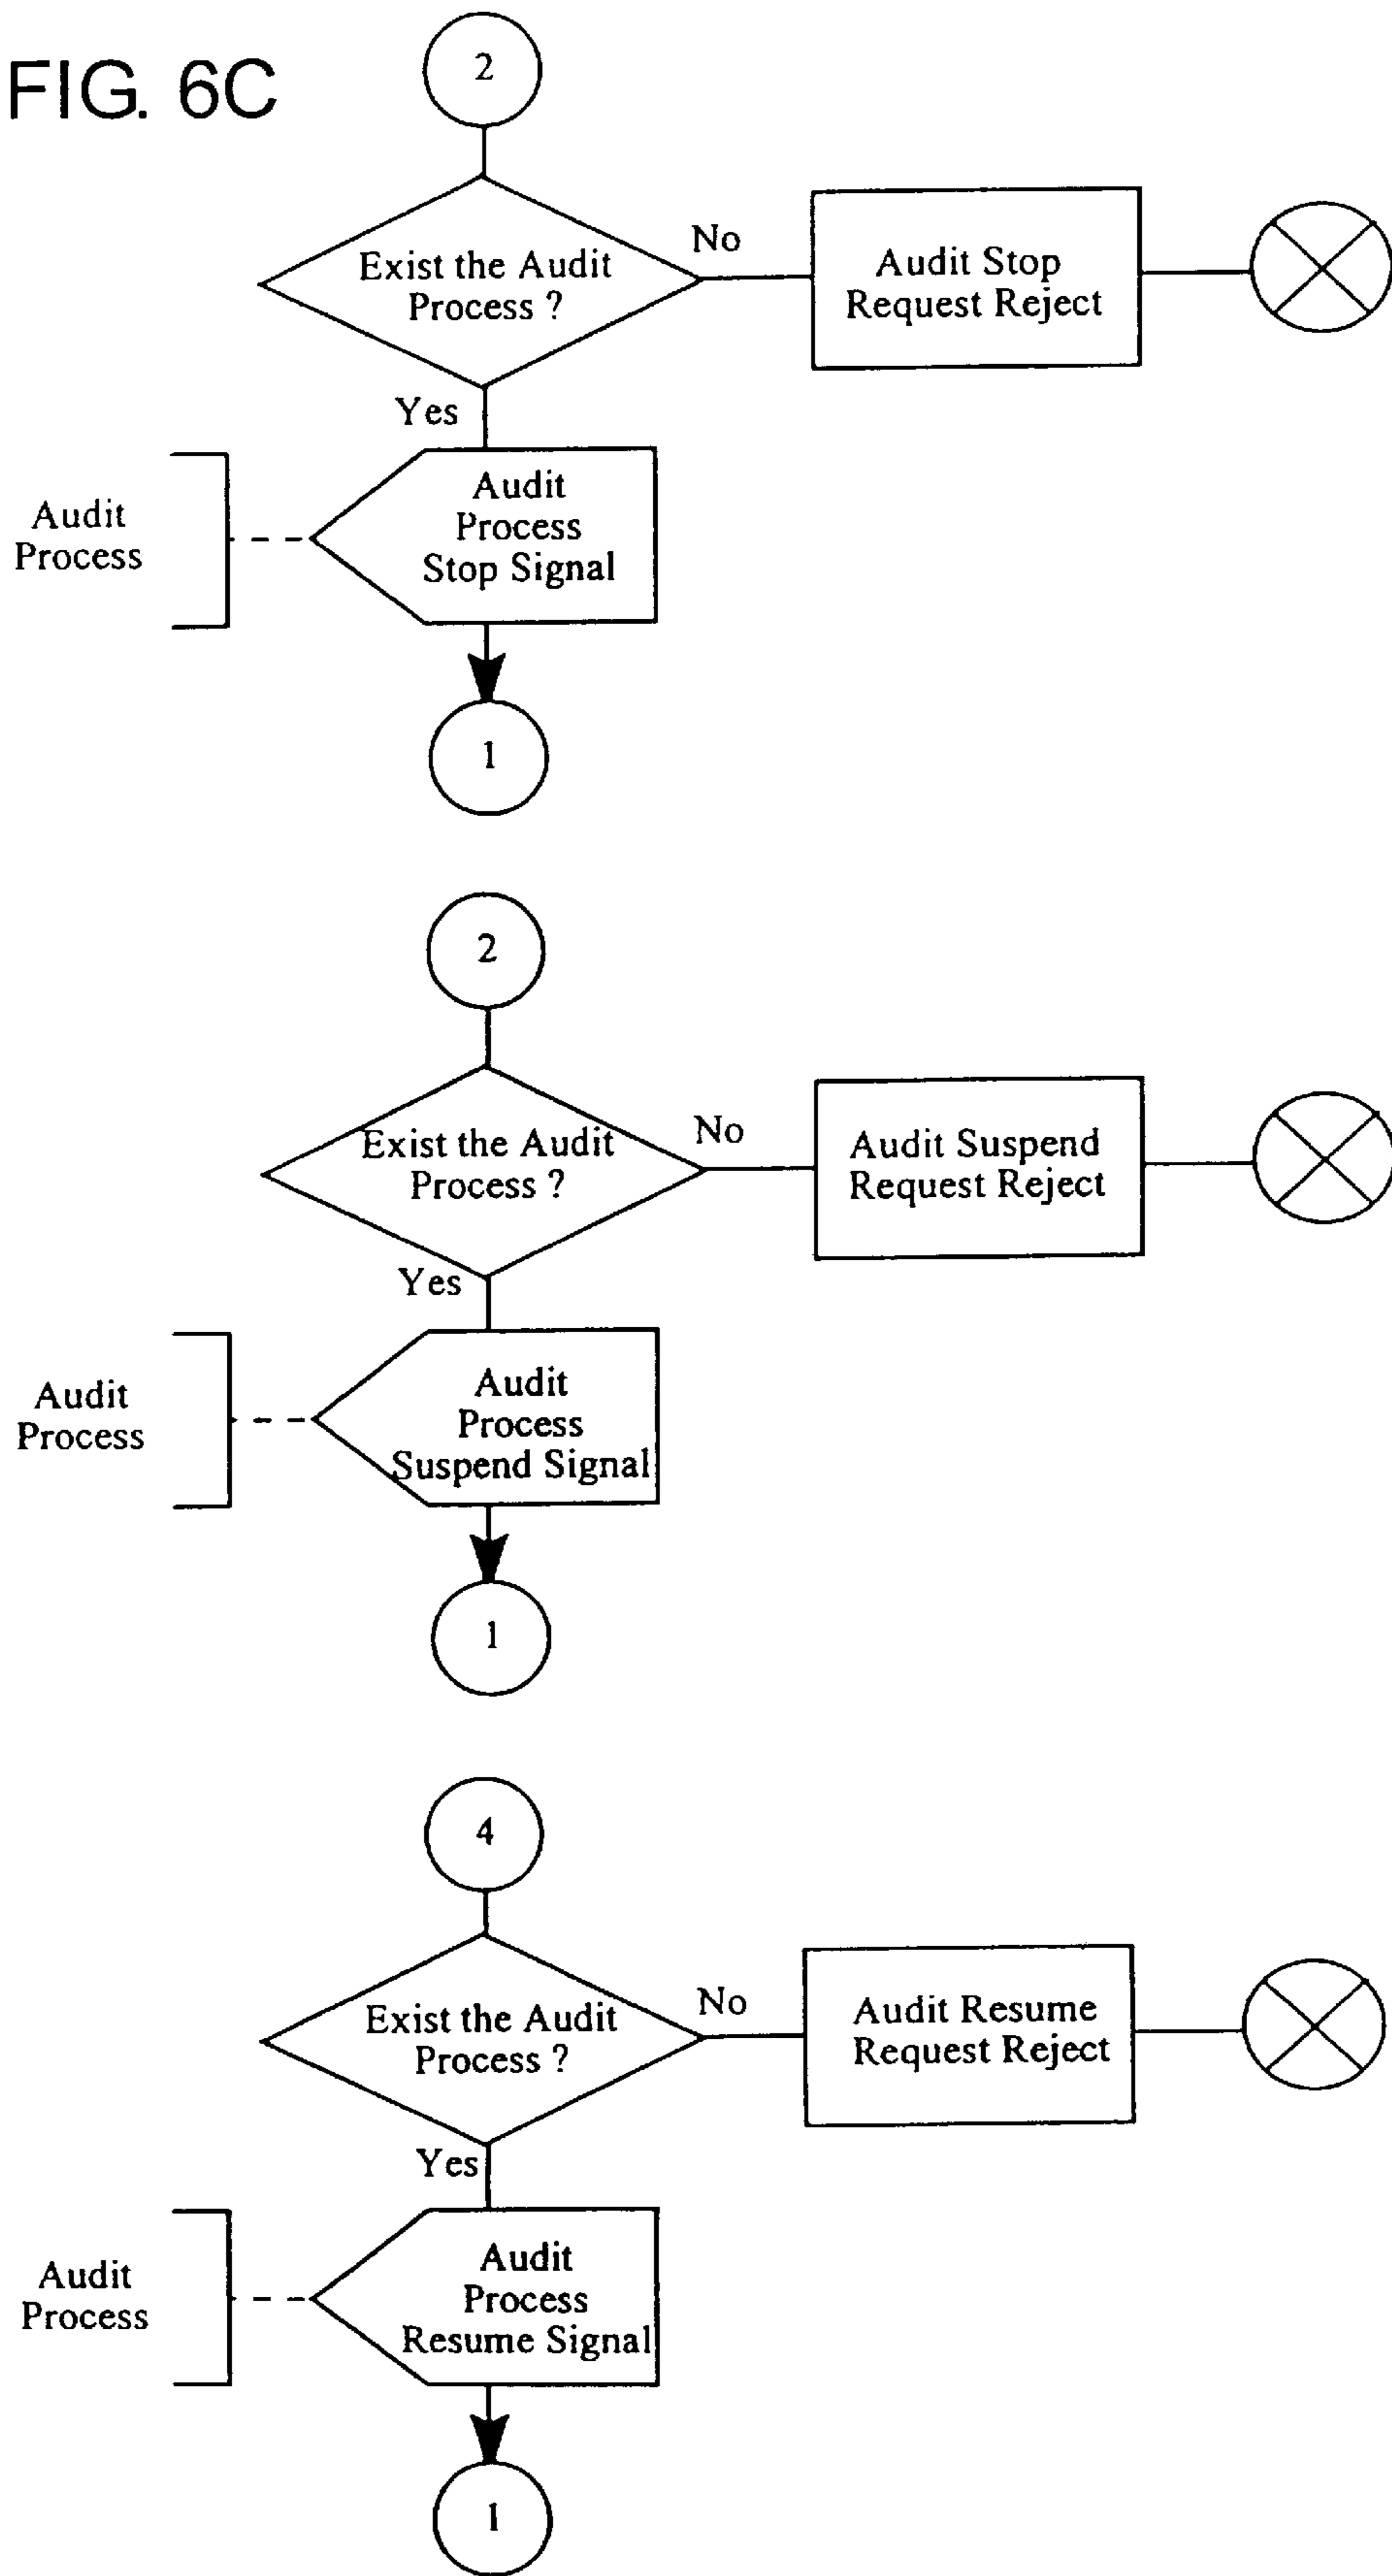 FIG. 6C
2
Exist the Audit
Process ?
No
Audit Stop
Request Reject
Yes
Audit
Process
Audit
Process
Stop Signal
1
2
Exist the Audit
Process ?
No
Audit Suspend
Request Reject
Yes
Audit
Process
Audit
Process
Suspend Signal
1
4
Exist the Audit
Process ?
No
Audit Resume
Request Reject
Yes
Audit
Process
Audit
Process
Resume Signal
1